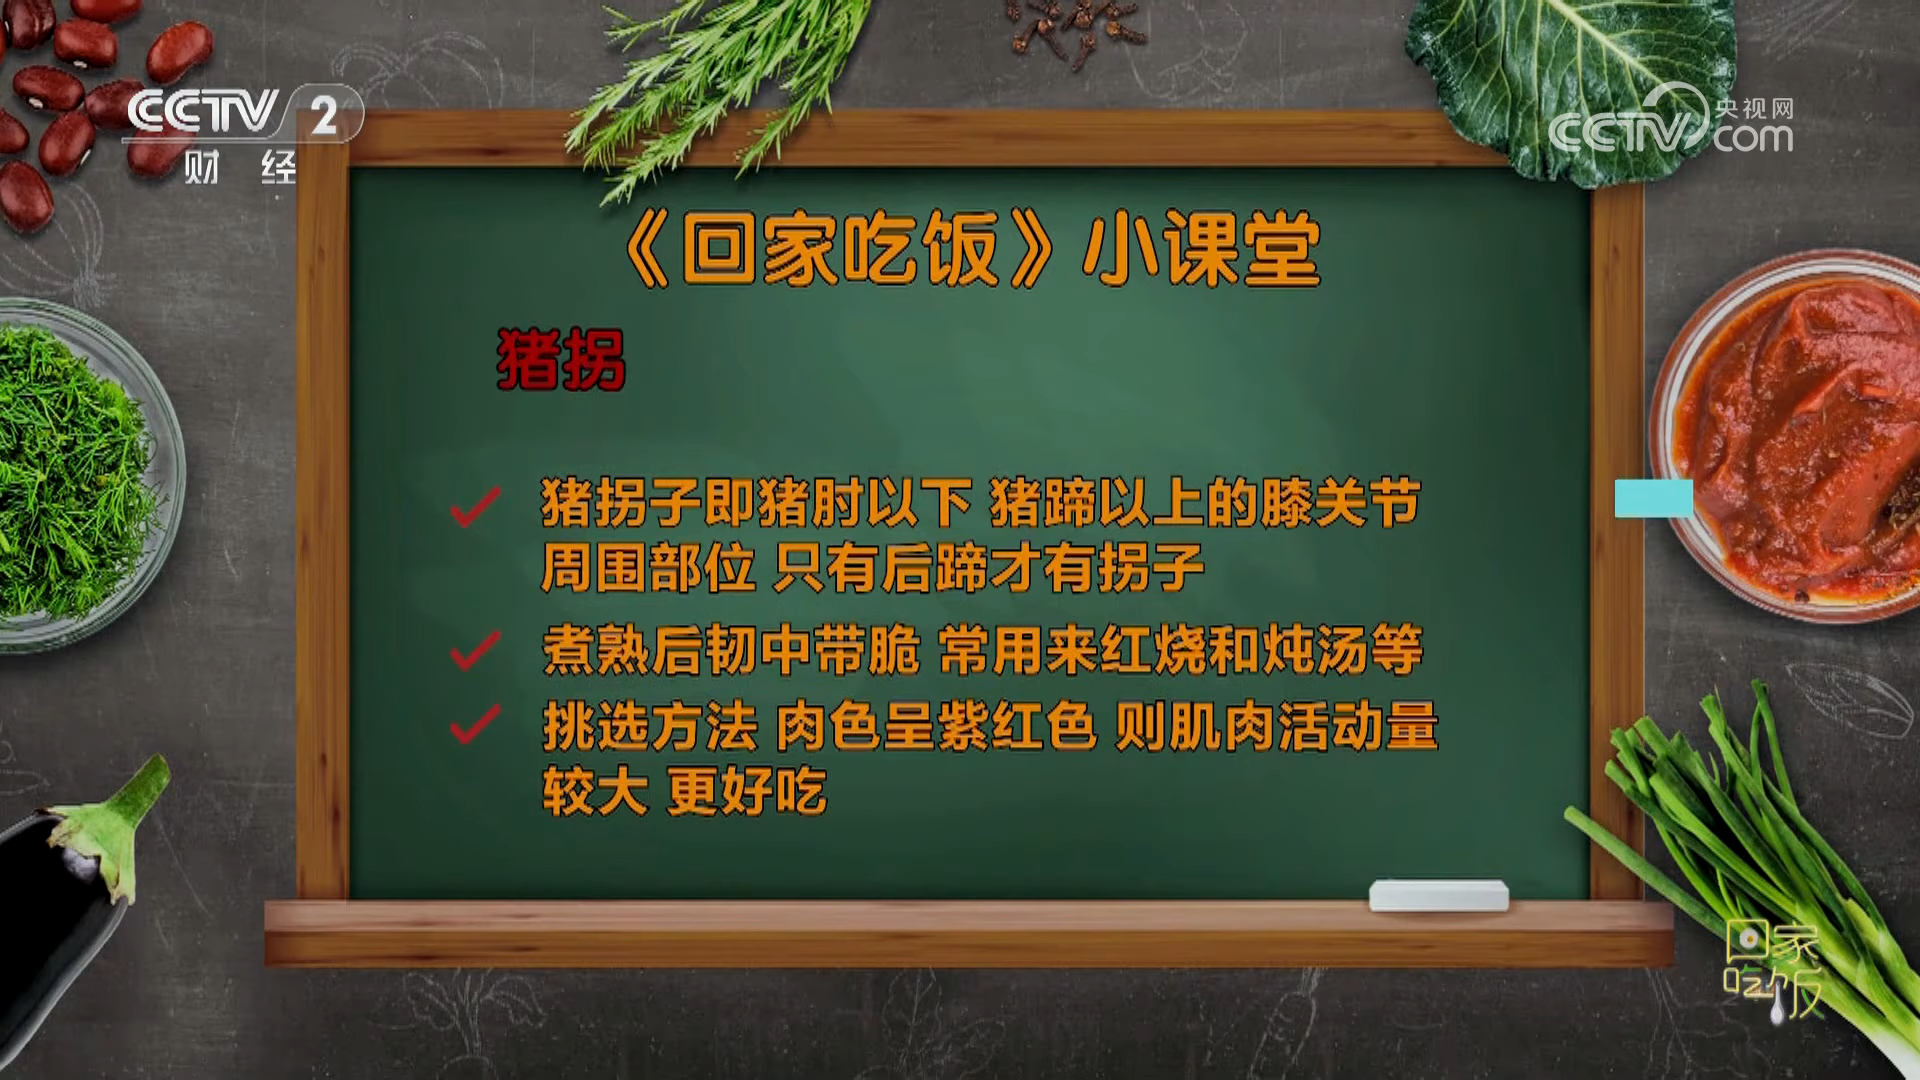 CCTV 2
财 经
央视网
CCTV.com
《回家吃饭》小课堂
猪拐
猪拐子即猪肘以下 猪蹄以上的膝关节
周围部位 只有后蹄才有拐子
煮熟后韧中带脆 常用来红烧和炖汤等
挑选方法 肉色呈紫红色 则肌肉活动量
较大 更好吃
回家
吃饭